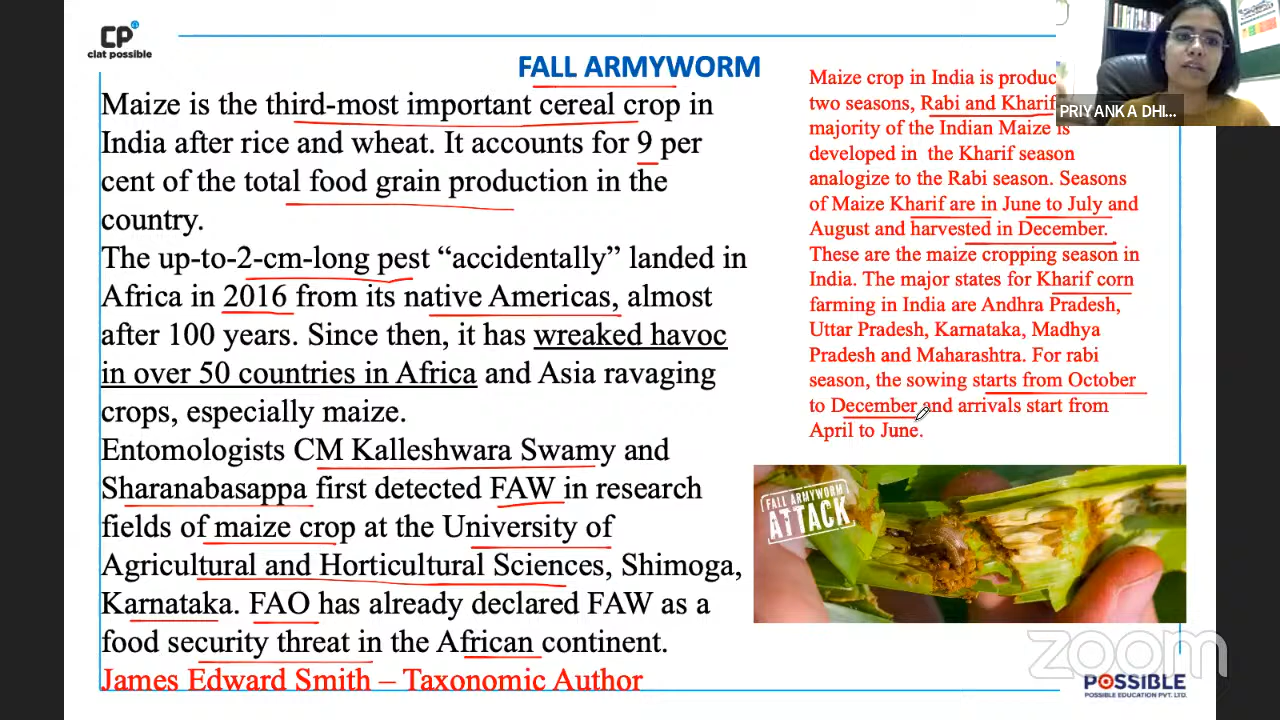 CP
clat possible
FALL ARMYWORM
Maize is the third-most important cereal crop in
India after rice and wheat. It accounts for 9 per
cent of the total food grain production in the
country.
The up-to-2-cm-long pest “accidentally” landed in
Africa in 2016 from its native Americas, almost
after 100 years. Since then, it has wreaked havoc
in over 50 countries in Africa and Asia ravaging
crops, especially maize.
Entomologists CM Kalleshwara Swamy and
Sharanabasappa first detected FAW in research
fields of maize crop at the University of
Agricultural and Horticultural Sciences, Shimoga,
Karnataka. FAO has already declared FAW as a
food security threat in the African continent.
James Edward Smith – Taxonomic Author
Maize crop in India is produc
two seasons, Rabi and Kharif
majority of the Indian Maize is
developed in the Kharif season
analogize to the Rabi season. Seasons
of Maize Kharif are in June to July and
August and harvested in December.
These are the maize cropping season in
India. The major states for Kharif corn
farming in India are Andhra Pradesh,
Uttar Pradesh, Karnataka, Madhya
Pradesh and Maharashtra. For rabi
season, the sowing starts from October
to December and arrivals start from
April to June.
PRIYANKA DHI...
FALL ARMYWORM
ATTACK
zoom
POSSIBLE
POSSIBLE EDUCATION PVT. LTD.